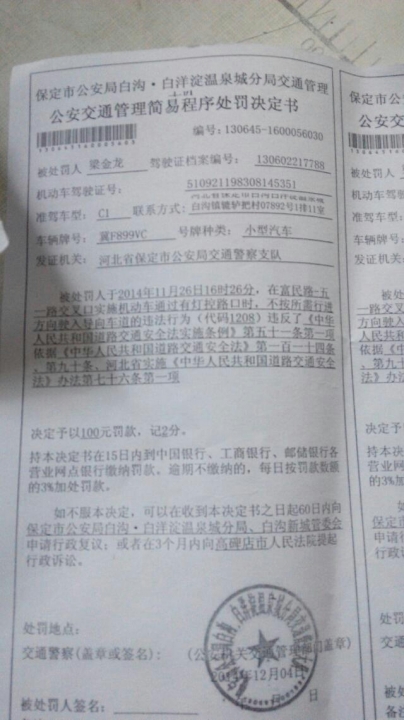 保定市公安局白沟·白洋淀温泉城分局交通管理
公安交通管理简易程序处罚决定书
编号：130645-1600056030
被处罚人 梁金龙 驾驶证档案编号： 130602217788
机动车驾驶证号： 510921198308145351
准驾车型： C1 联系方式： 白沟镇辘轳把村07892号1排11室
车辆牌号： 冀F899VC 号牌种类： 小型汽车
发证机关： 河北省保定市公安局交通警察支队
被处罚人于2014年11月26日16时26分，在富民路-五
一路交叉口实施机动车通过有灯控路口时，不按所需行进
方向驶入导向车道的违法行为（代码1208）违反了《中华
人民共和国道路交通安全法实施条例》第五十一条第一项
依据《中华人民共和国道路交通安全法》第一百一十四条
、第九十条、河北省实施《中华人民共和国道路交通安全
法》办法第七十六条第一项
决定予以100元罚款，记2分。
持本决定书在15日内到中国银行、工商银行、邮储银行各
营业网点银行缴纳罚款。逾期不缴纳的，每日按罚款数额
的3%加处罚款。
如不服本决定，可以在收到本决定书之日起60日内向
保定市公安局白沟·白洋淀温泉城分局、白沟新城管委会
申请行政复议；或者在3个月内向高碑店市人民法院提起
行政诉讼。
处罚地点：
交通警察(盖章或签名)： (公安机关交通管理部门盖章)
2014年12月04日
被处罚人签名：
保定市公
公安交
被处罚人
机动车驾
准驾车型
车辆牌号
发证机关
被处
一路交叉
方向驶入
人民共和
依据《中
、第九十
法》办法
决定予以
持本决定
营业网点
的3%加处
如不
保定市公
申请行政
行政诉讼
处罚地
交通警
被处罚
备注